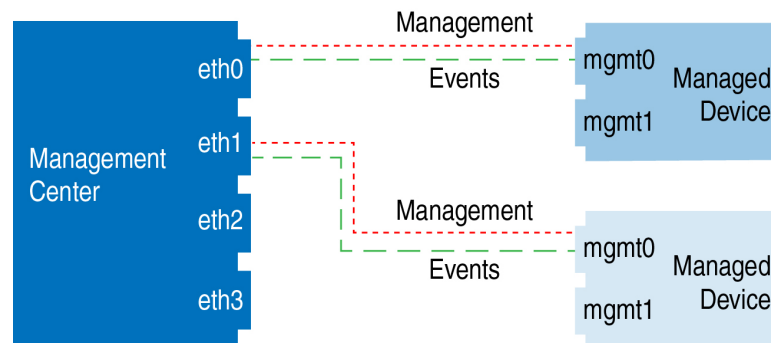 Management
eth0
mgmt0
Events
Managed
Device
mgmt1
eth1
Management
Center
eth2
Management
mgmt0
Events
Managed
Device
eth3
mgmt1